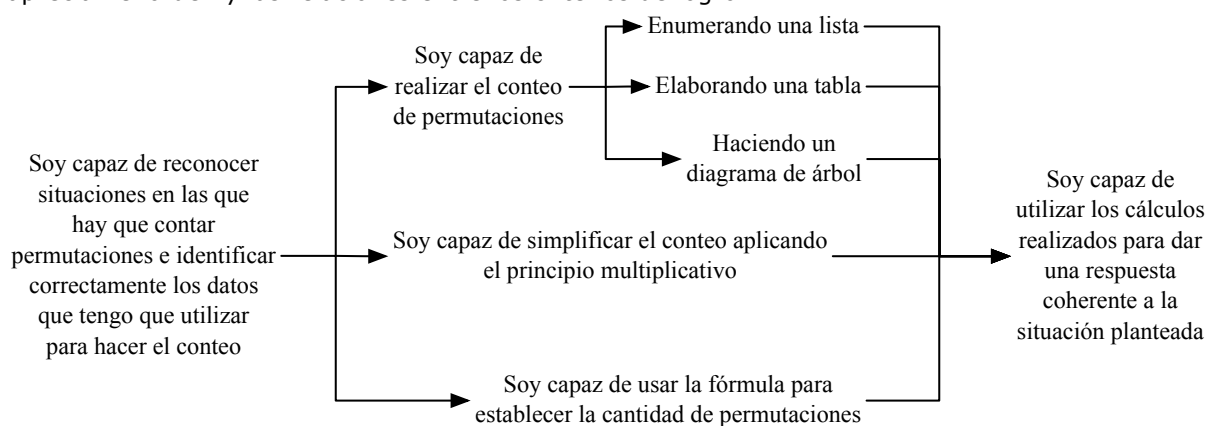 Soy capaz de reconocer
situaciones en las que
hay que contar
permutaciones e identificar
correctamente los datos
que tengo que utilizar
para hacer el conteo
Soy capaz de
realizar el conteo
de permutaciones
Enumerando una lista
Elaborando una tabla
Haciendo un
diagrama de árbol
Soy capaz de simplificar el conteo aplicando
el principio multiplicativo
Soy capaz de usar la fórmula para
establecer la cantidad de permutaciones
Soy capaz de
utilizar los cálculos
realizados para dar
una respuesta
coherente a la
situación planteada